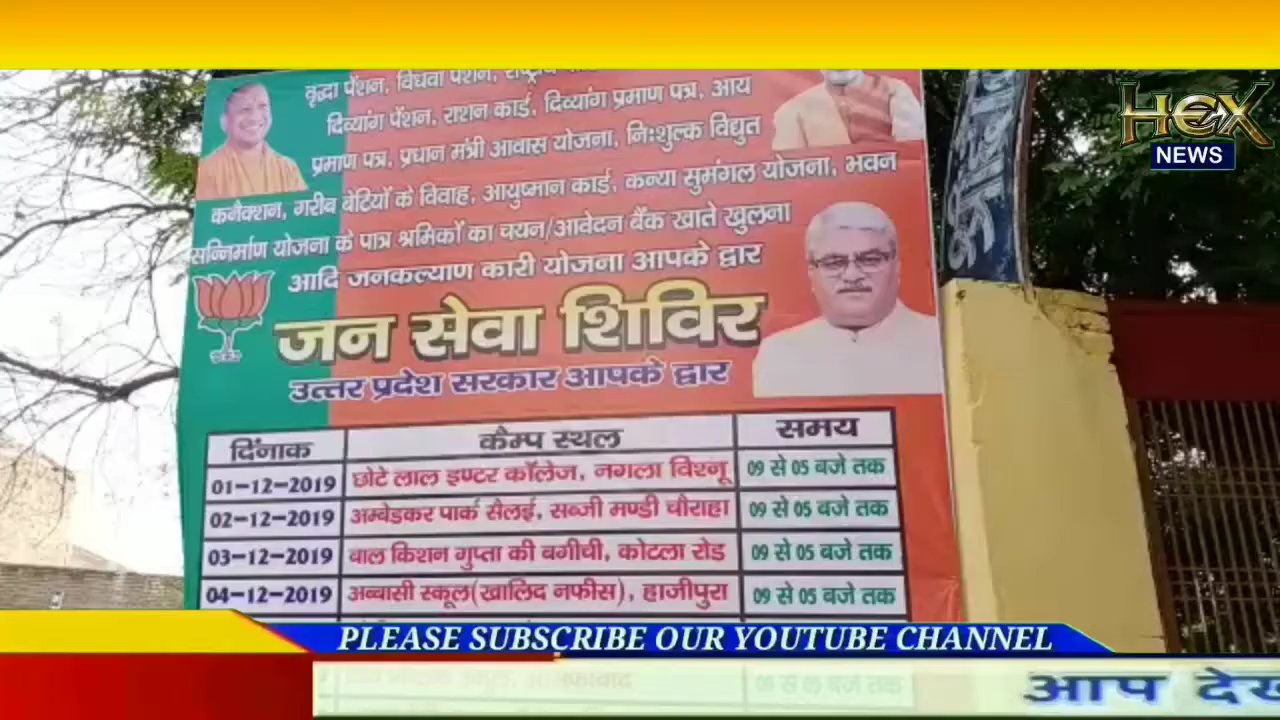 वृद्धा पेंशन, विधवा पेंशन, राष्ट्रीय
दिव्यांग पेंशन, राशन कार्ड, दिव्यांग प्रमाण पत्र, आय
प्रमाण पत्र, प्रधान मंत्री आवास योजना, निःशुल्क विद्युत
कनैक्शन, गरीब बेटियों के विवाह, आयुष्मान कार्ड, कन्या सुमंगल योजना, भवन
सन्निर्माण योजना के पात्र श्रमिकों का चयन/आवेदन बैंक खाते खुलना
आदि जनकल्याण कारी योजना आपके द्वार
जन सेवा शिविर
उत्तर प्रदेश सरकार आपके द्वार
दिंनाक कैम्प स्थल समय
01-12-2019 छोटे लाल इण्टर कॉलेज, नगला विश्नू 09 से 05 बजे तक
02-12-2019 अम्बेडकर पार्क सैलई, सब्जी मण्डी चौराहा 09 से 05 बजे तक
03-12-2019 बाल किशन गुप्ता की बगीची, कोटला रोड 09 से 05 बजे तक
04-12-2019 अब्बासी स्कूल(खालिद नफीस), हाजीपुरा 09 से 05 बजे तक
HEX
NEWS
PLEASE SUBSCRIBE OUR YOUTUBE CHANNEL
आप देख